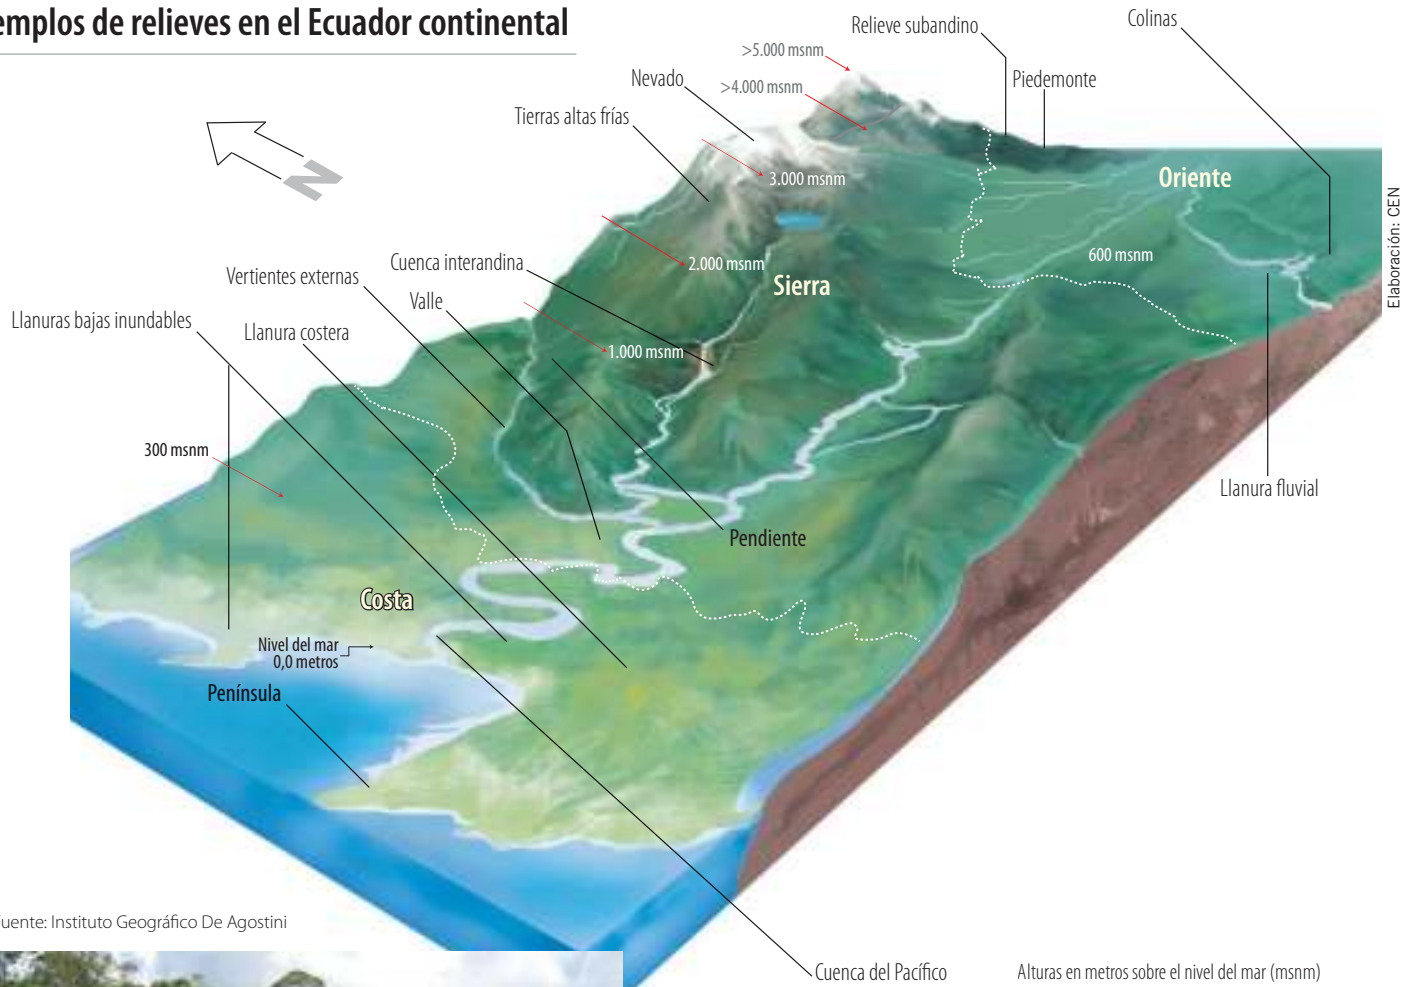 emplos de relieves en el Ecuador continental
Colinas
Relieve subandino
>5.000 msnm
Nevado
>4.000 msnm
Piedemonte
Tierras altas frías
N
3.000 msnm
Oriente
Elaboración: CEN
Cuenca interandina
2.000 msnm
600 msnm
Vertientes externas
Sierra
Valle
Llanuras bajas inundables
Llanura costera
1.000 msnm
300 msnm
Llanura fluvial
Pendiente
Costa
Nivel del mar
0,0 metros
Península
uente: Instituto Geográfico De Agostini
Cuenca del Pacífico
Alturas en metros sobre el nivel del mar (msnm)